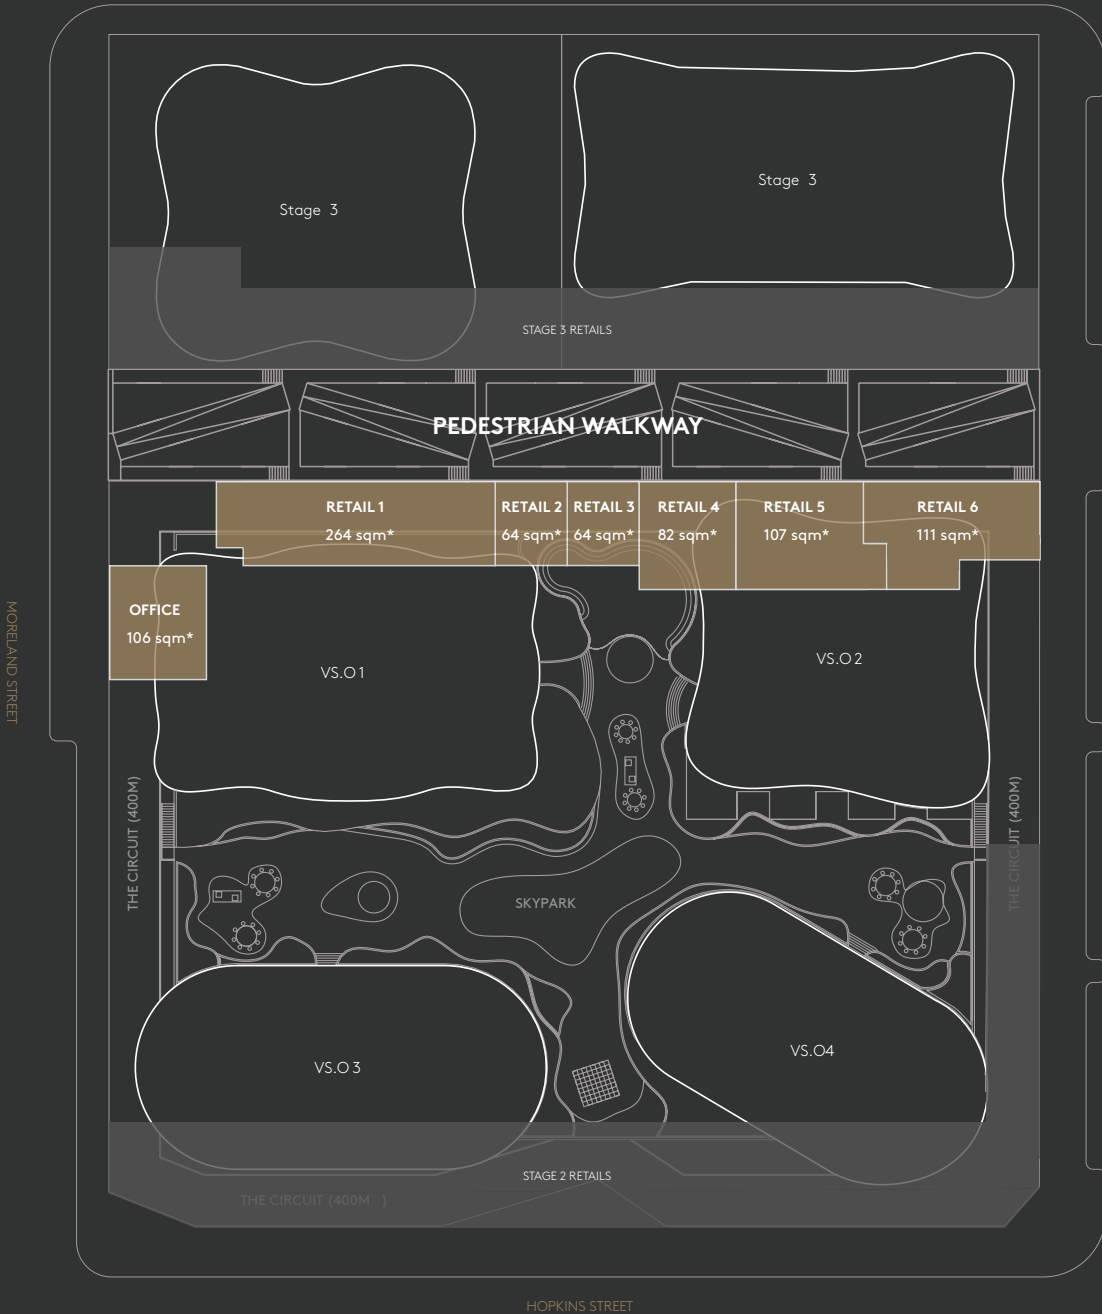 Stage 3
Stage 3
STAGE 3 RETAILS
PEDESTRIAN WALKWAY
RETAIL 1
264 sqm*
RETAIL 2
64 sqm*
RETAIL 3
64 sqm*
RETAIL 4
82 sqm*
RETAIL 5
107 sqm*
RETAIL 6
111 sqm*
OFFICE
106 sqm*
MORELAND STREET
VS.O1
VS.O2
THE CIRCUIT (400M)
THE CIRCUIT (400M)
SKYPARK
VS.O3
VS.O4
STAGE 2 RETAILS
THE CIRCUIT (400M )
HOPKINS STREET